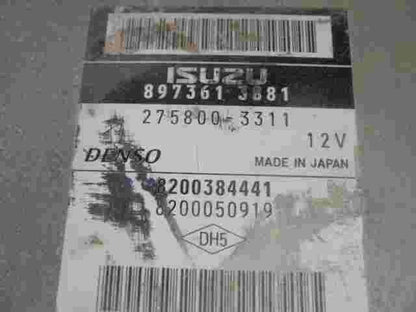 ISUZU
897361 3881
275800-3311
12V
DENSO
MADE IN JAPAN
8200384441
8200050919
DH5